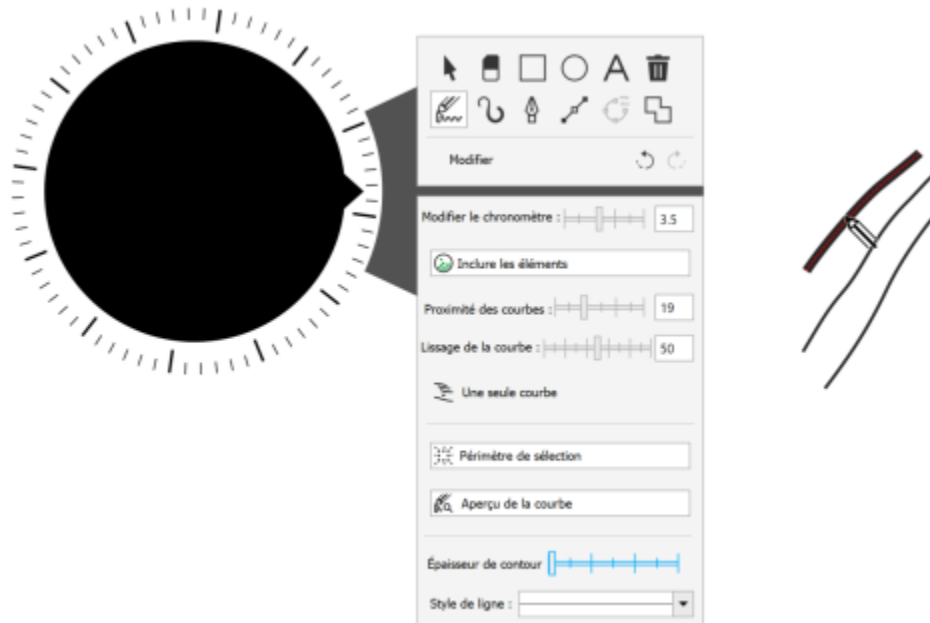 A
Modifier
Modifier le chronomètre : 3.5
Inclure les éléments
Proximité des courbes : 19
Lissage de la courbe : 50
Une seule courbe
Périmètre de sélection
Aperçu de la courbe
Épaisseur de contour
Style de ligne :